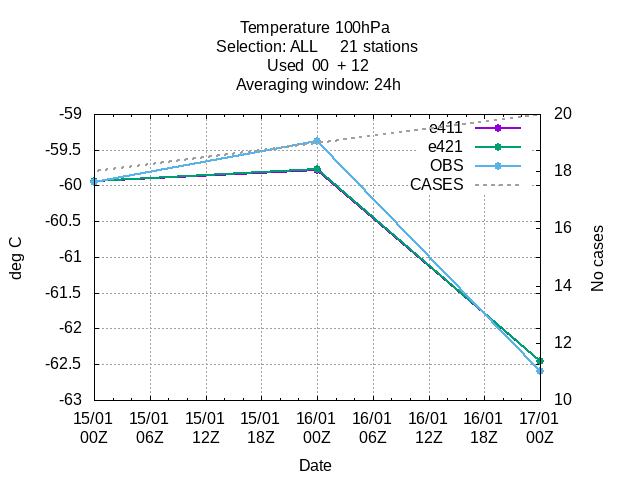 Temperature 100hPa
Selection: ALL 21 stations
Used 00 + 12
Averaging window: 24h
-59
-59.5
-60
-60.5
-61
-61.5
-62
-62.5
-63
deg C
20
18
16
14
12
10
No cases
e411
e421
OBS
CASES
15/01 15/01 15/01 15/01 16/01 16/01 16/01 16/01 17/01
00Z 06Z 12Z 18Z 00Z 06Z 12Z 18Z 00Z
Date